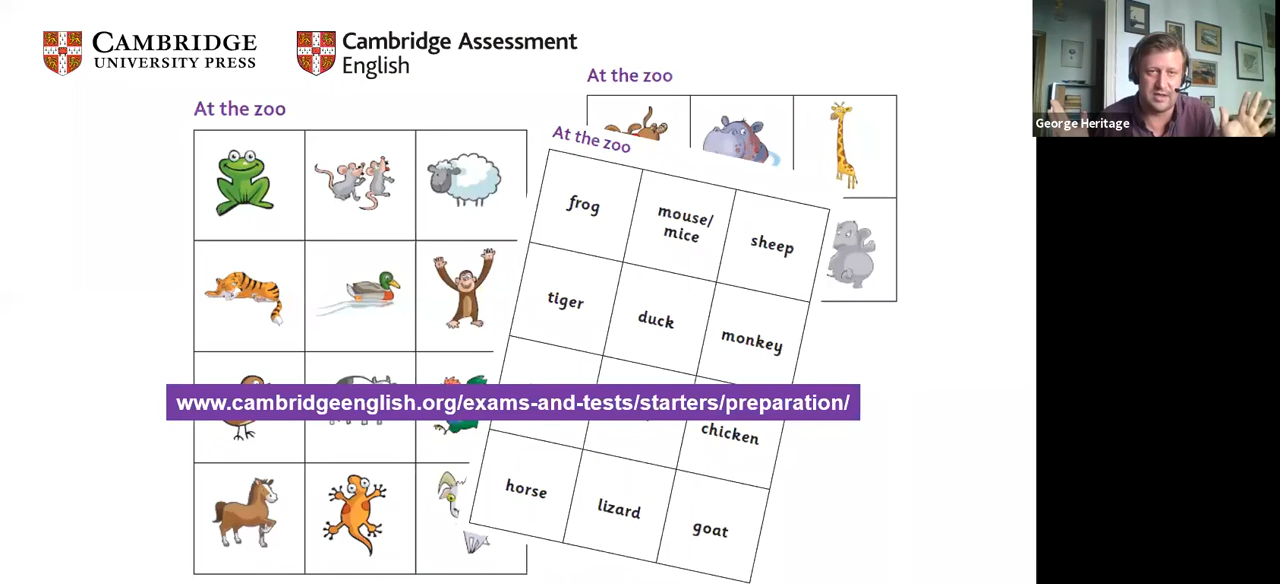 CAMBRIDGE
UNIVERSITY PRESS
Cambridge Assessment
English
George Heritage
At the zoo
At the zoo
At the zoo
frog
mouse/
mice
sheep
tiger
duck
monkey
www.cambridgeenglish.org/exams-and-tests/starters/preparation/
chicken
horse
lizard
goat